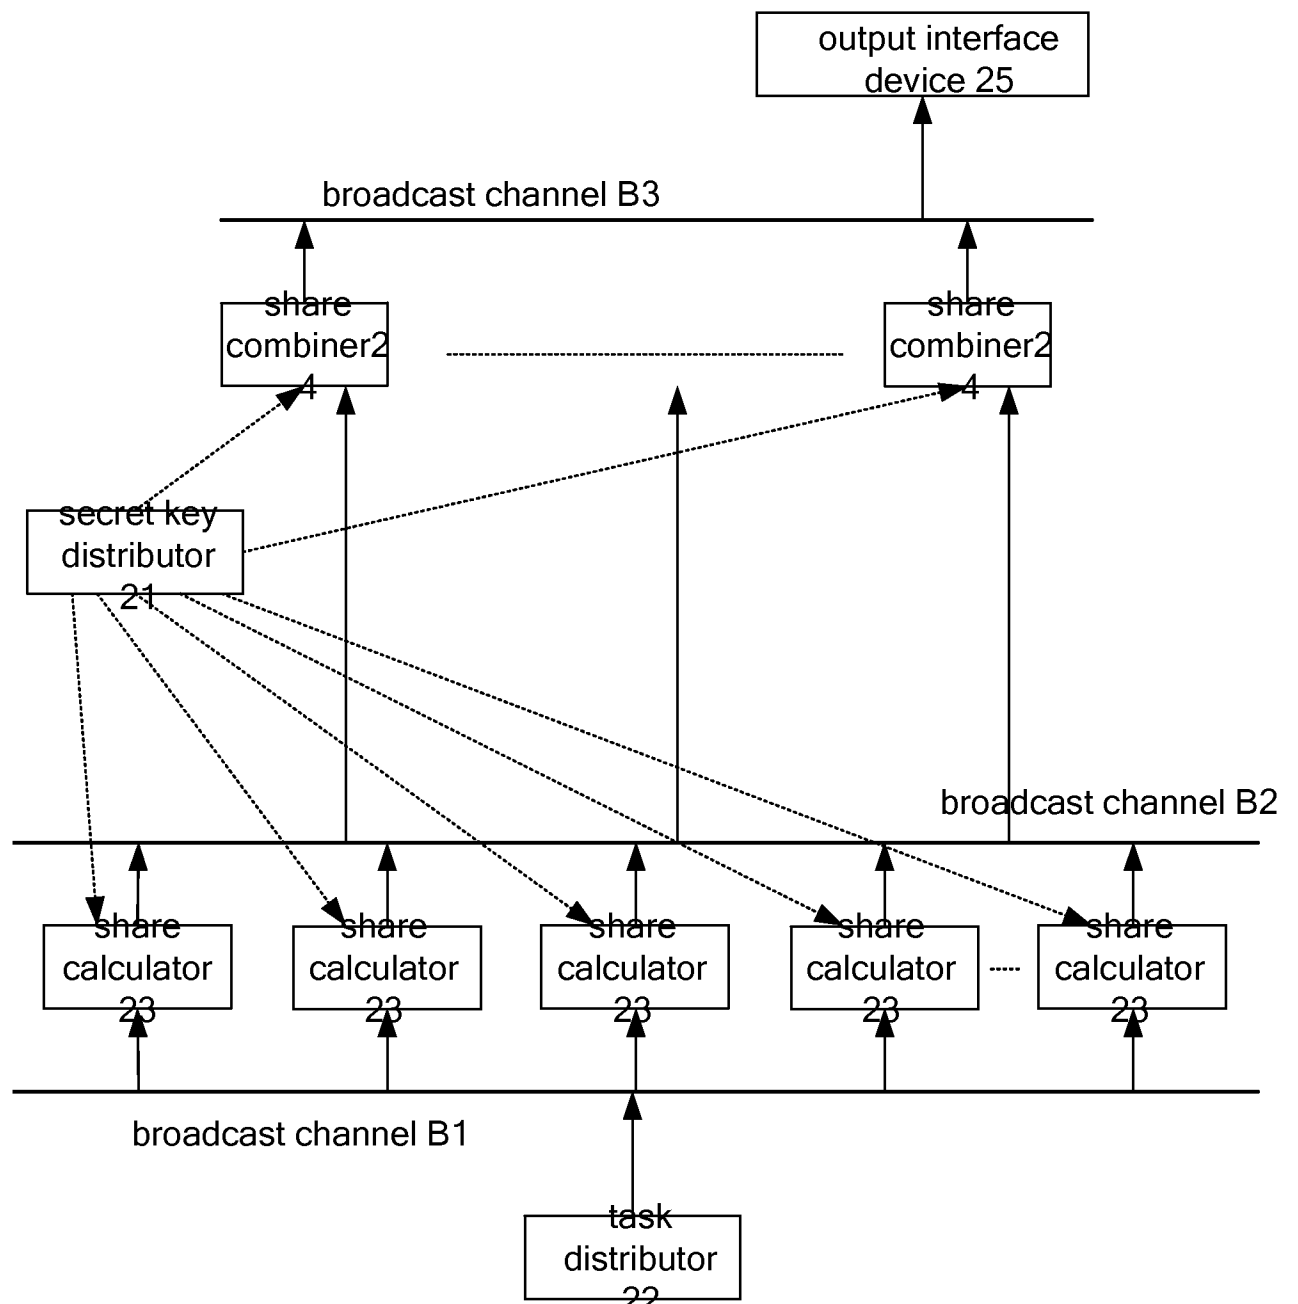 output interface
device 25
broadcast channel B3
share
combiner2
4
share
combiner2
4
secret key
distributor
21
broadcast channel B2
share
calculator
23
share
calculator
23
share
calculator
23
share
calculator
23
share
calculator
23
broadcast channel B1
task
distributor
22